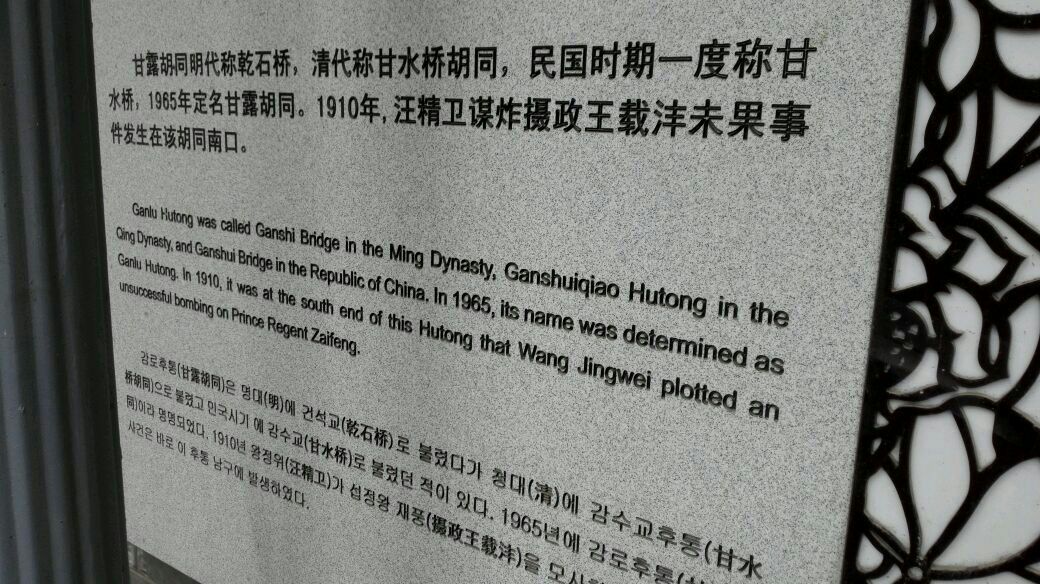 甘露胡同明代称乾石桥，清代称甘水桥胡同，民国时期一度称甘
水桥，1965年定名甘露胡同。1910年，汪精卫谋炸摄政王载沣未果事
件发生在该胡同南口。
Ganlu Hutong was called Ganshi Bridge in the Ming Dynasty, Ganshuiqiao Hutong in the
Qing Dynasty, and Ganshui Bridge in the Republic of China. In 1965, its name was determined as
Ganlu Hutong. In 1910, it was at the south end of this Hutong that Wang Jingwei plotted an
unsuccessful bombing on Prince Regent Zaifeng.
감로후통(甘露胡同)은 명대(明)에 건석교(乾石桥)로 불렸다가 청대(清)에 감수교후통(甘水
桥胡同)으로 불렸고 민국시기 에 감수교(甘水桥)로 불렸던 적이 있다. 1965년에 감로후통(
同)이라 명명되었다. 1910년 왕정위(汪精卫)가 섭정왕 재풍(摄政王载沣)을 모사
사건은 바로 이 후통 남구에 발생하였다.